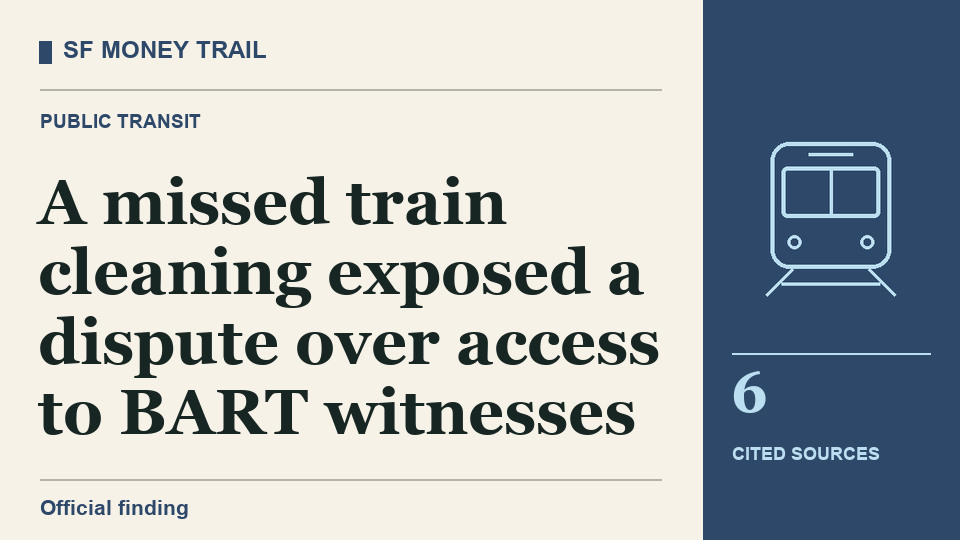 SF MONEY TRAIL
PUBLIC TRANSIT
A missed train
cleaning exposed a
dispute over access
to BART witnesses
Official finding
6
CITED SOURCES